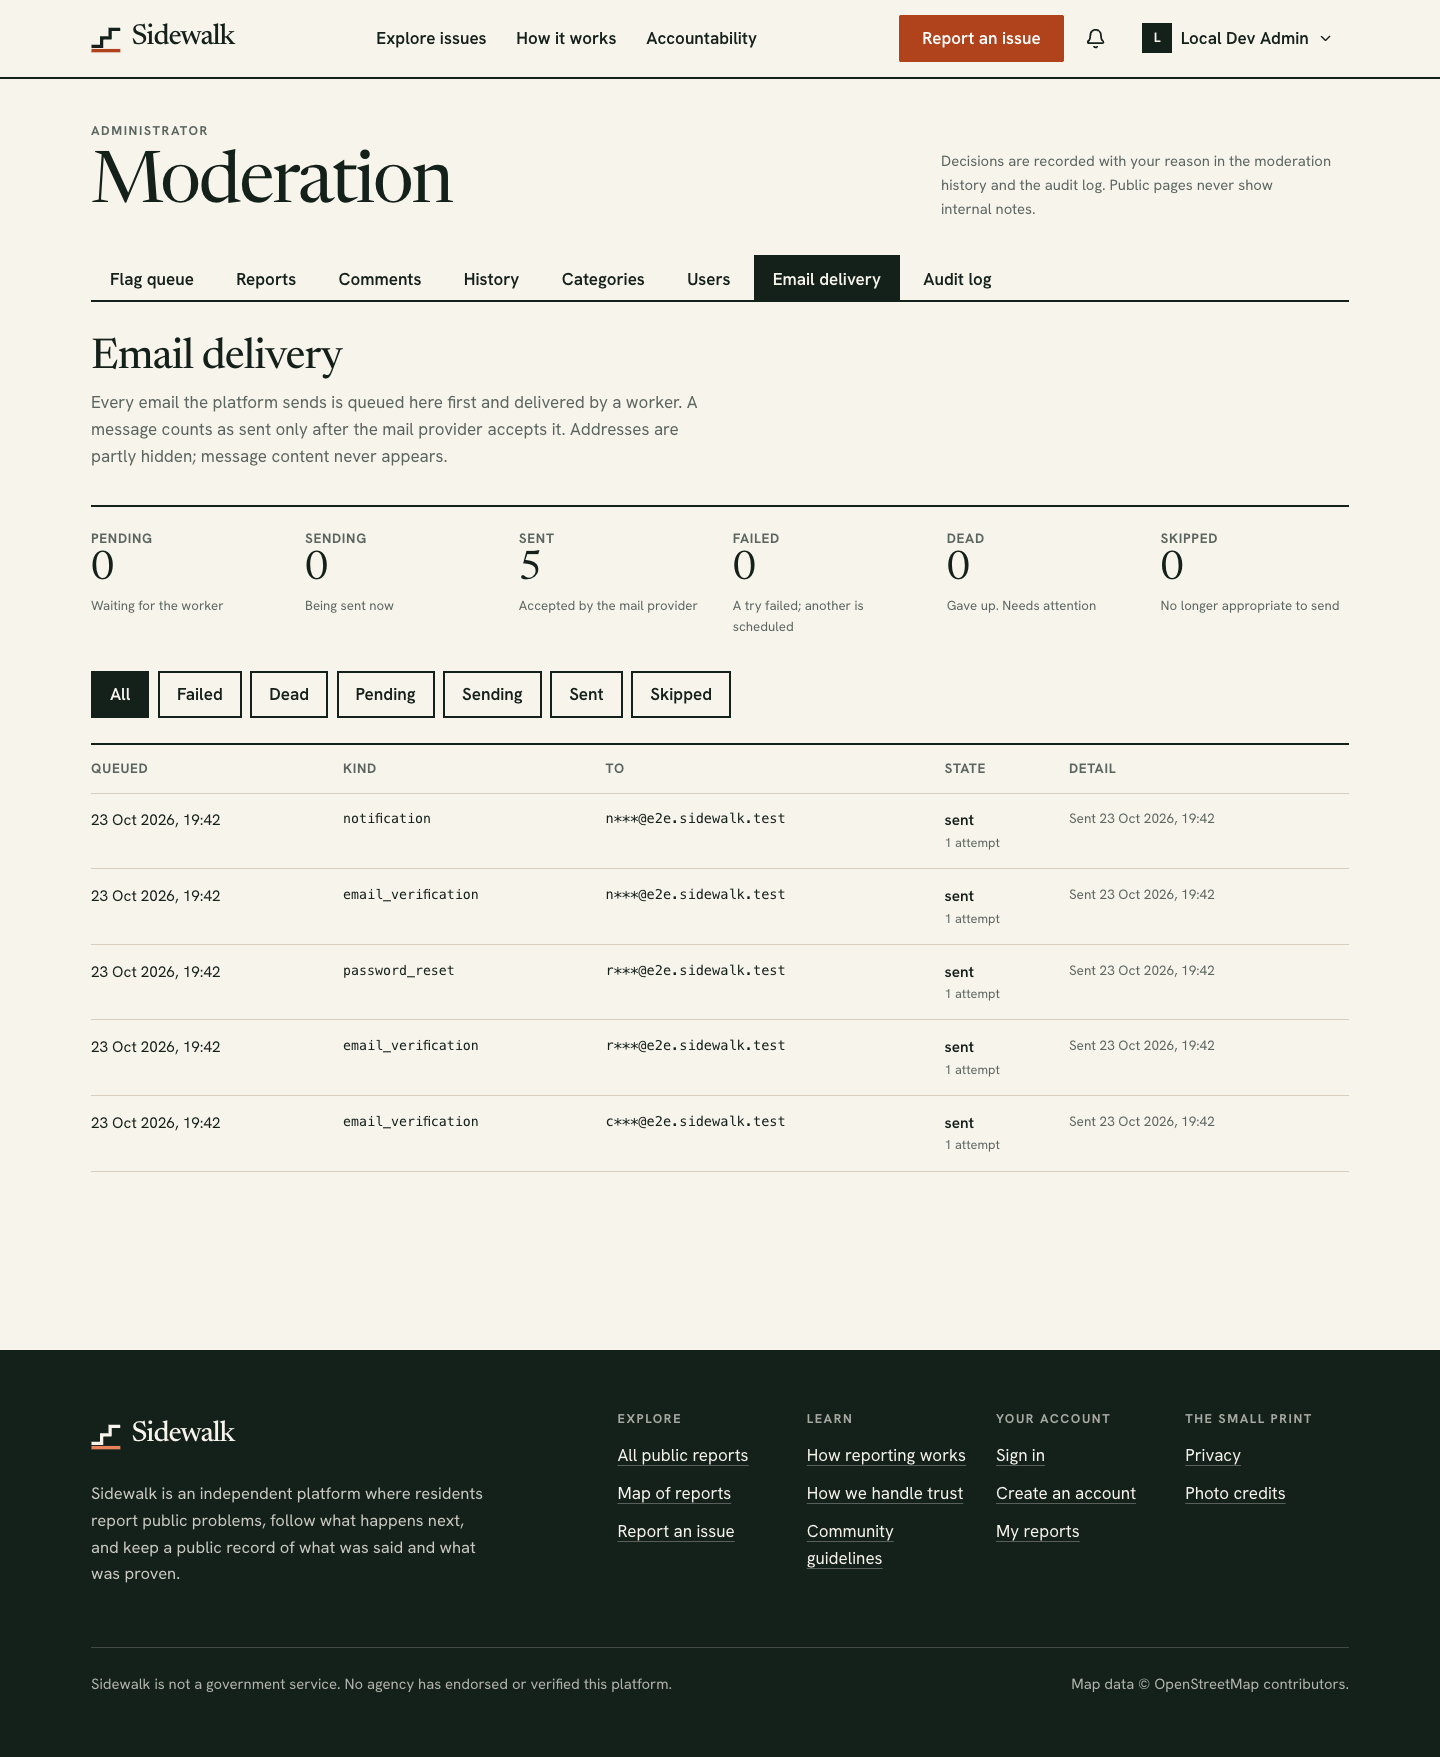 Sidewalk
Explore issues
How it works
Accountability
Report an issue
L
Local Dev Admin
ADMINISTRATOR
Moderation
Decisions are recorded with your reason in the moderation
history and the audit log. Public pages never show
internal notes.
Flag queue
Reports
Comments
History
Categories
Users
Email delivery
Audit log
Email delivery
Every email the platform sends is queued here first and delivered by a worker. A
message counts as sent only after the mail provider accepts it. Addresses are
partly hidden; message content never appears.
PENDING
0
Waiting for the worker
SENDING
0
Being sent now
SENT
5
Accepted by the mail provider
FAILED
0
A try failed; another is
scheduled
DEAD
0
Gave up. Needs attention
SKIPPED
0
No longer appropriate to send
All
Failed
Dead
Pending
Sending
Sent
Skipped
QUEUED KIND TO STATE DETAIL
23 Oct 2026, 19:42 notification n***@e2e.sidewalk.test sent Sent 23 Oct 2026, 19:42
1 attempt
23 Oct 2026, 19:42 email_verification n***@e2e.sidewalk.test sent Sent 23 Oct 2026, 19:42
1 attempt
23 Oct 2026, 19:42 password_reset r***@e2e.sidewalk.test sent Sent 23 Oct 2026, 19:42
1 attempt
23 Oct 2026, 19:42 email_verification r***@e2e.sidewalk.test sent Sent 23 Oct 2026, 19:42
1 attempt
23 Oct 2026, 19:42 email_verification c***@e2e.sidewalk.test sent Sent 23 Oct 2026, 19:42
1 attempt
Sidewalk
Sidewalk is an independent platform where residents
report public problems, follow what happens next,
and keep a public record of what was said and what
was proven.
EXPLORE
All public reports
Map of reports
Report an issue
LEARN
How reporting works
How we handle trust
Community
guidelines
YOUR ACCOUNT
Sign in
Create an account
My reports
THE SMALL PRINT
Privacy
Photo credits
Sidewalk is not a government service. No agency has endorsed or verified this platform.
Map data © OpenStreetMap contributors.